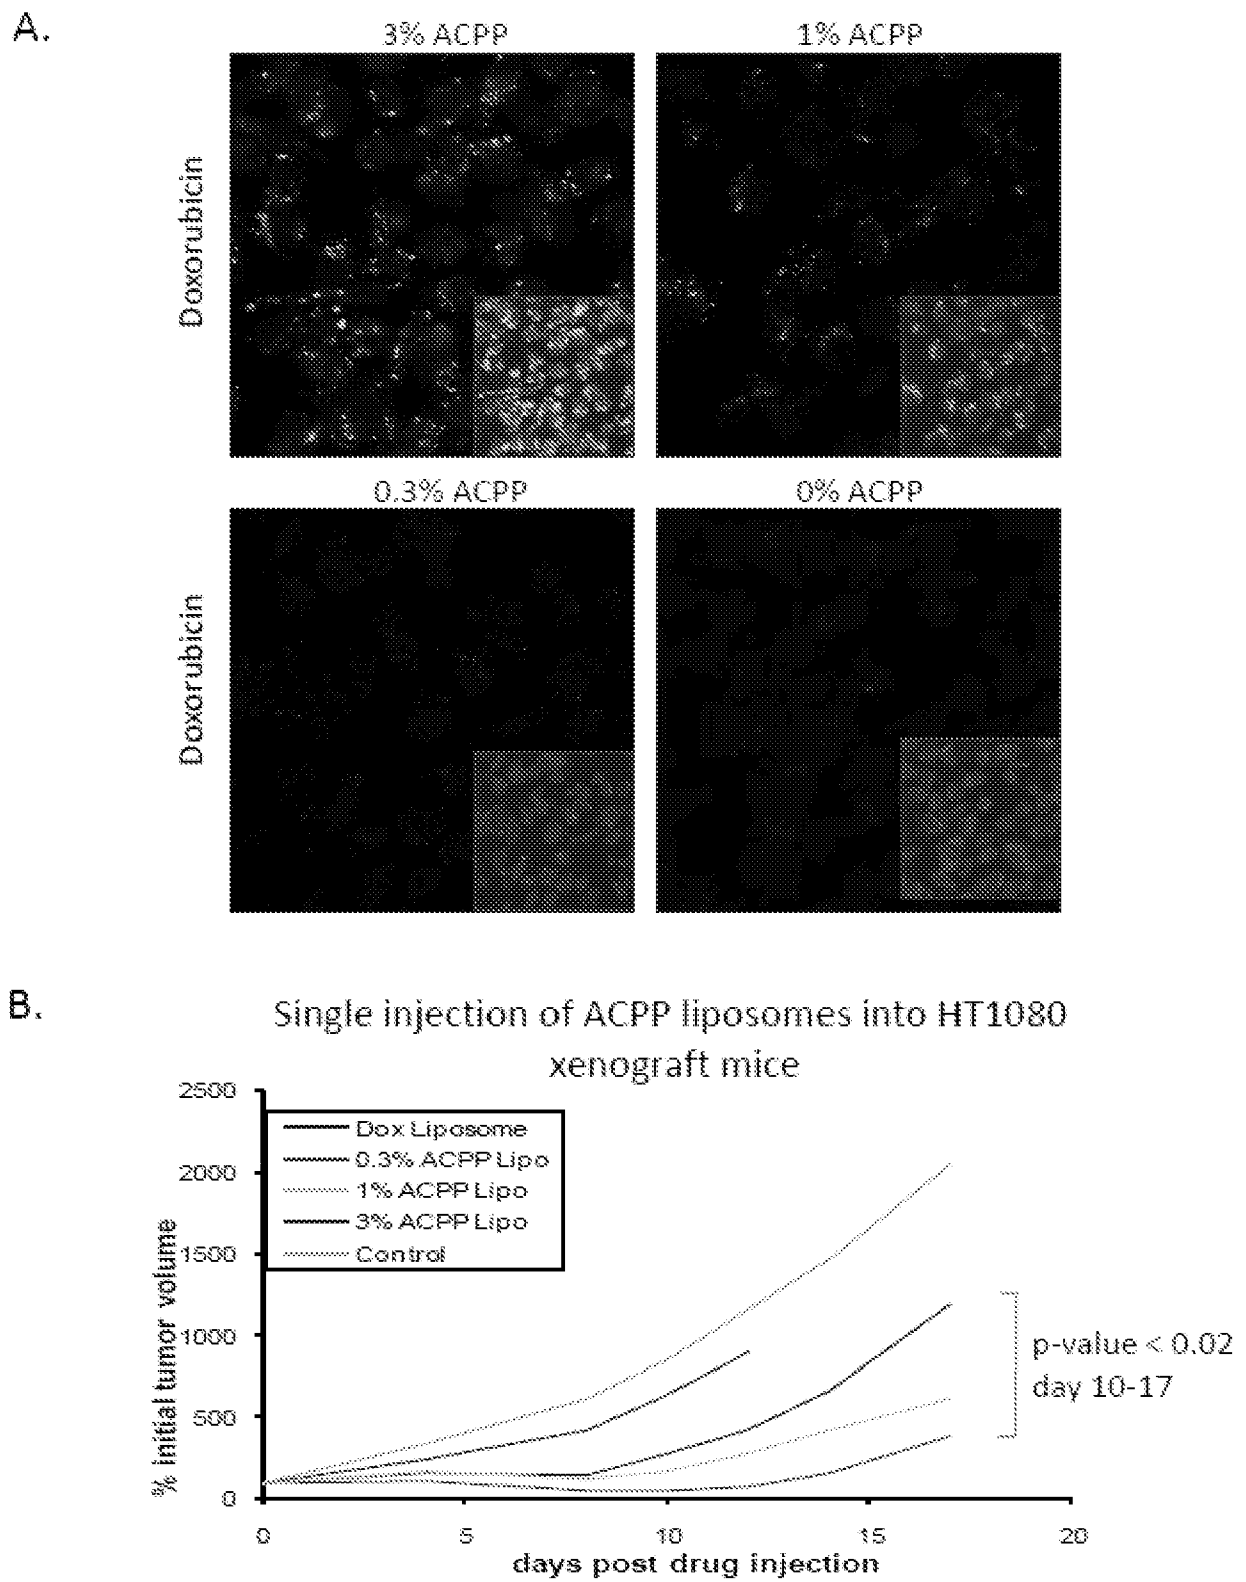 A.
3% ACPP
1% ACPP
Doxorubicin
0.3% ACPP
0% ACPP
Doxorubicin
B.
Single injection of ACPP liposomes into HT1080
xenograft mice
% initial tumor volume
2500
2000
1500
1000
500
0
Dox Liposome
0.3% ACPP Lipo
1% ACPP Lipo
3% ACPP Lipo
Control
p-value < 0.02
day 10-17
0 5 10 15 20
days post drug injection